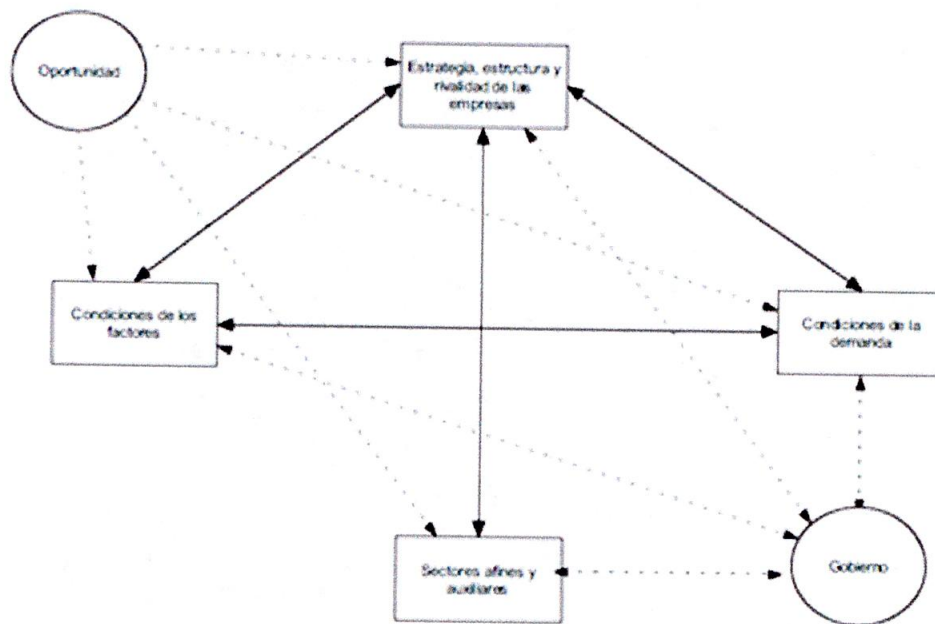 Oportunidad
Estrategia, estructura y
rivalidad de las
empresas
Condiciones de los
factores
Condiciones de la
demanda
Sectores afines y
auxiliares
Gobierno